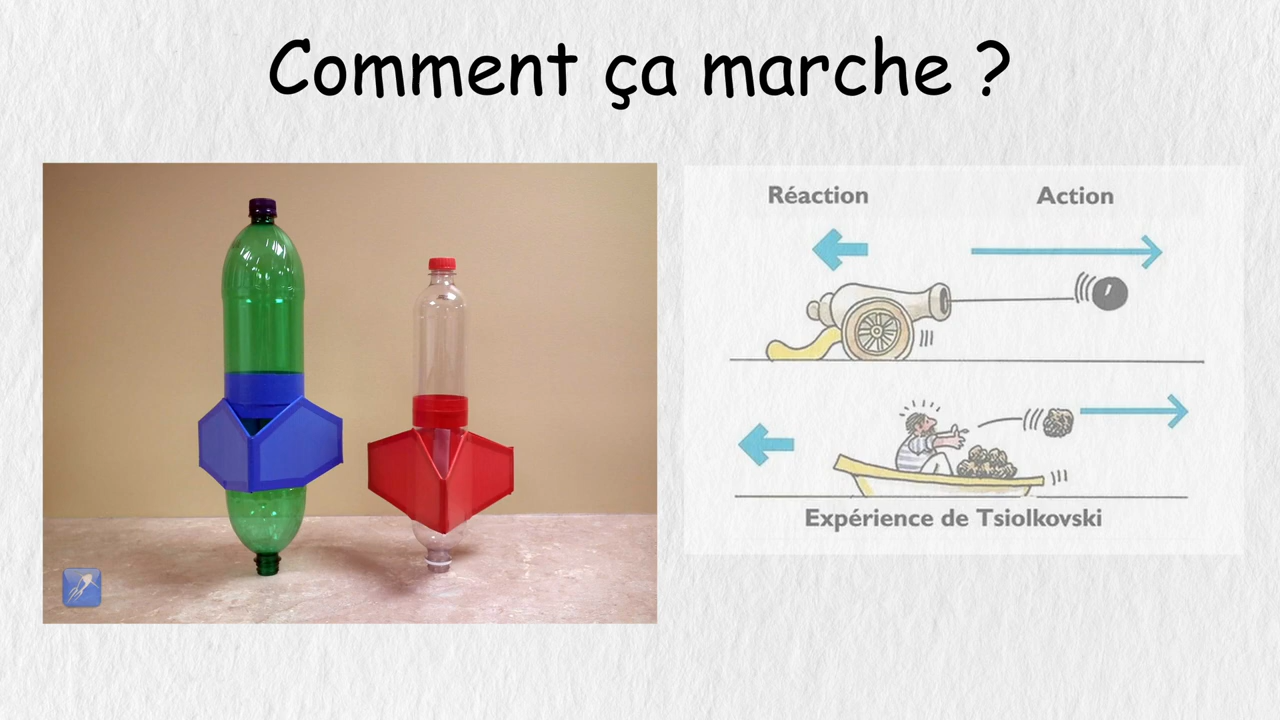 Comment ça marche ?
Réaction Action
Expérience de Tsiolkovski